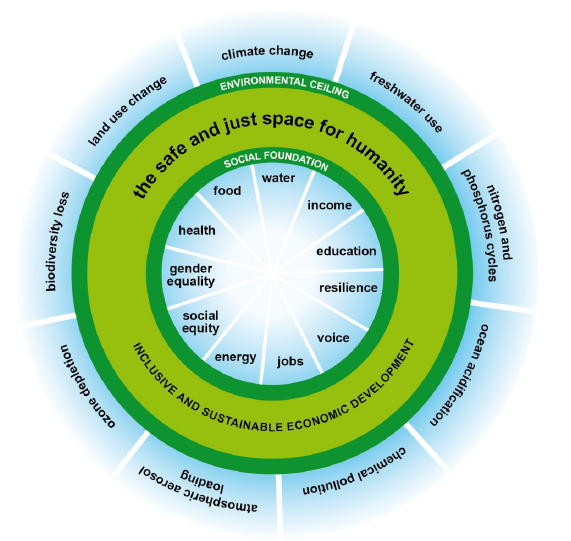 climate change
freshwater use
nitrogen and
phosphorus cycles
ocean acidification
chemical pollution
atmospheric aerosol
loading
ozone depletion
biodiversity loss
land use change
ENVIRONMENTAL CEILING
the safe and just space for humanity
SOCIAL FOUNDATION
water
income
education
resilience
voice
jobs
energy
social
equity
gender
equality
health
food
INCLUSIVE AND SUSTAINABLE ECONOMIC DEVELOPMENT